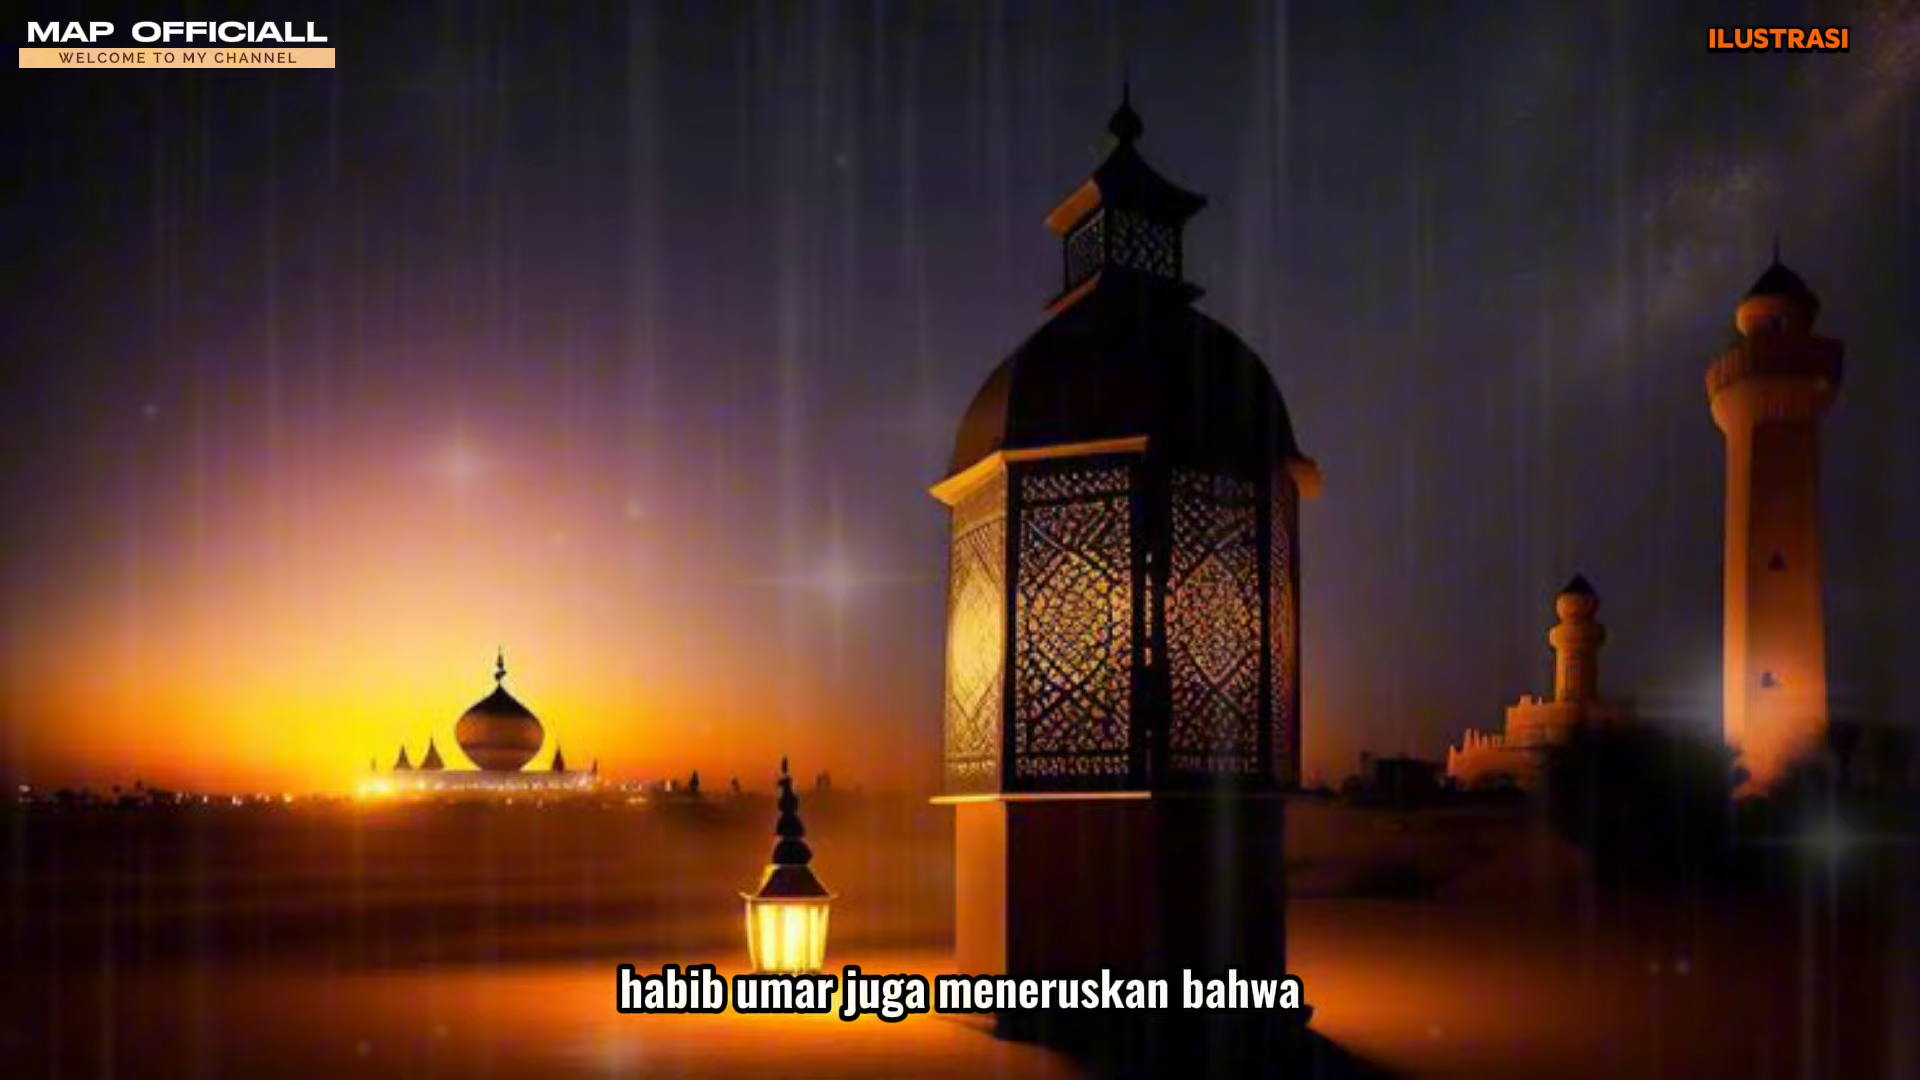 MAP OFFICIALL
WELCOME TO MY CHANNEL
ILUSTRASI
habib umar juga meneruskan bahwa